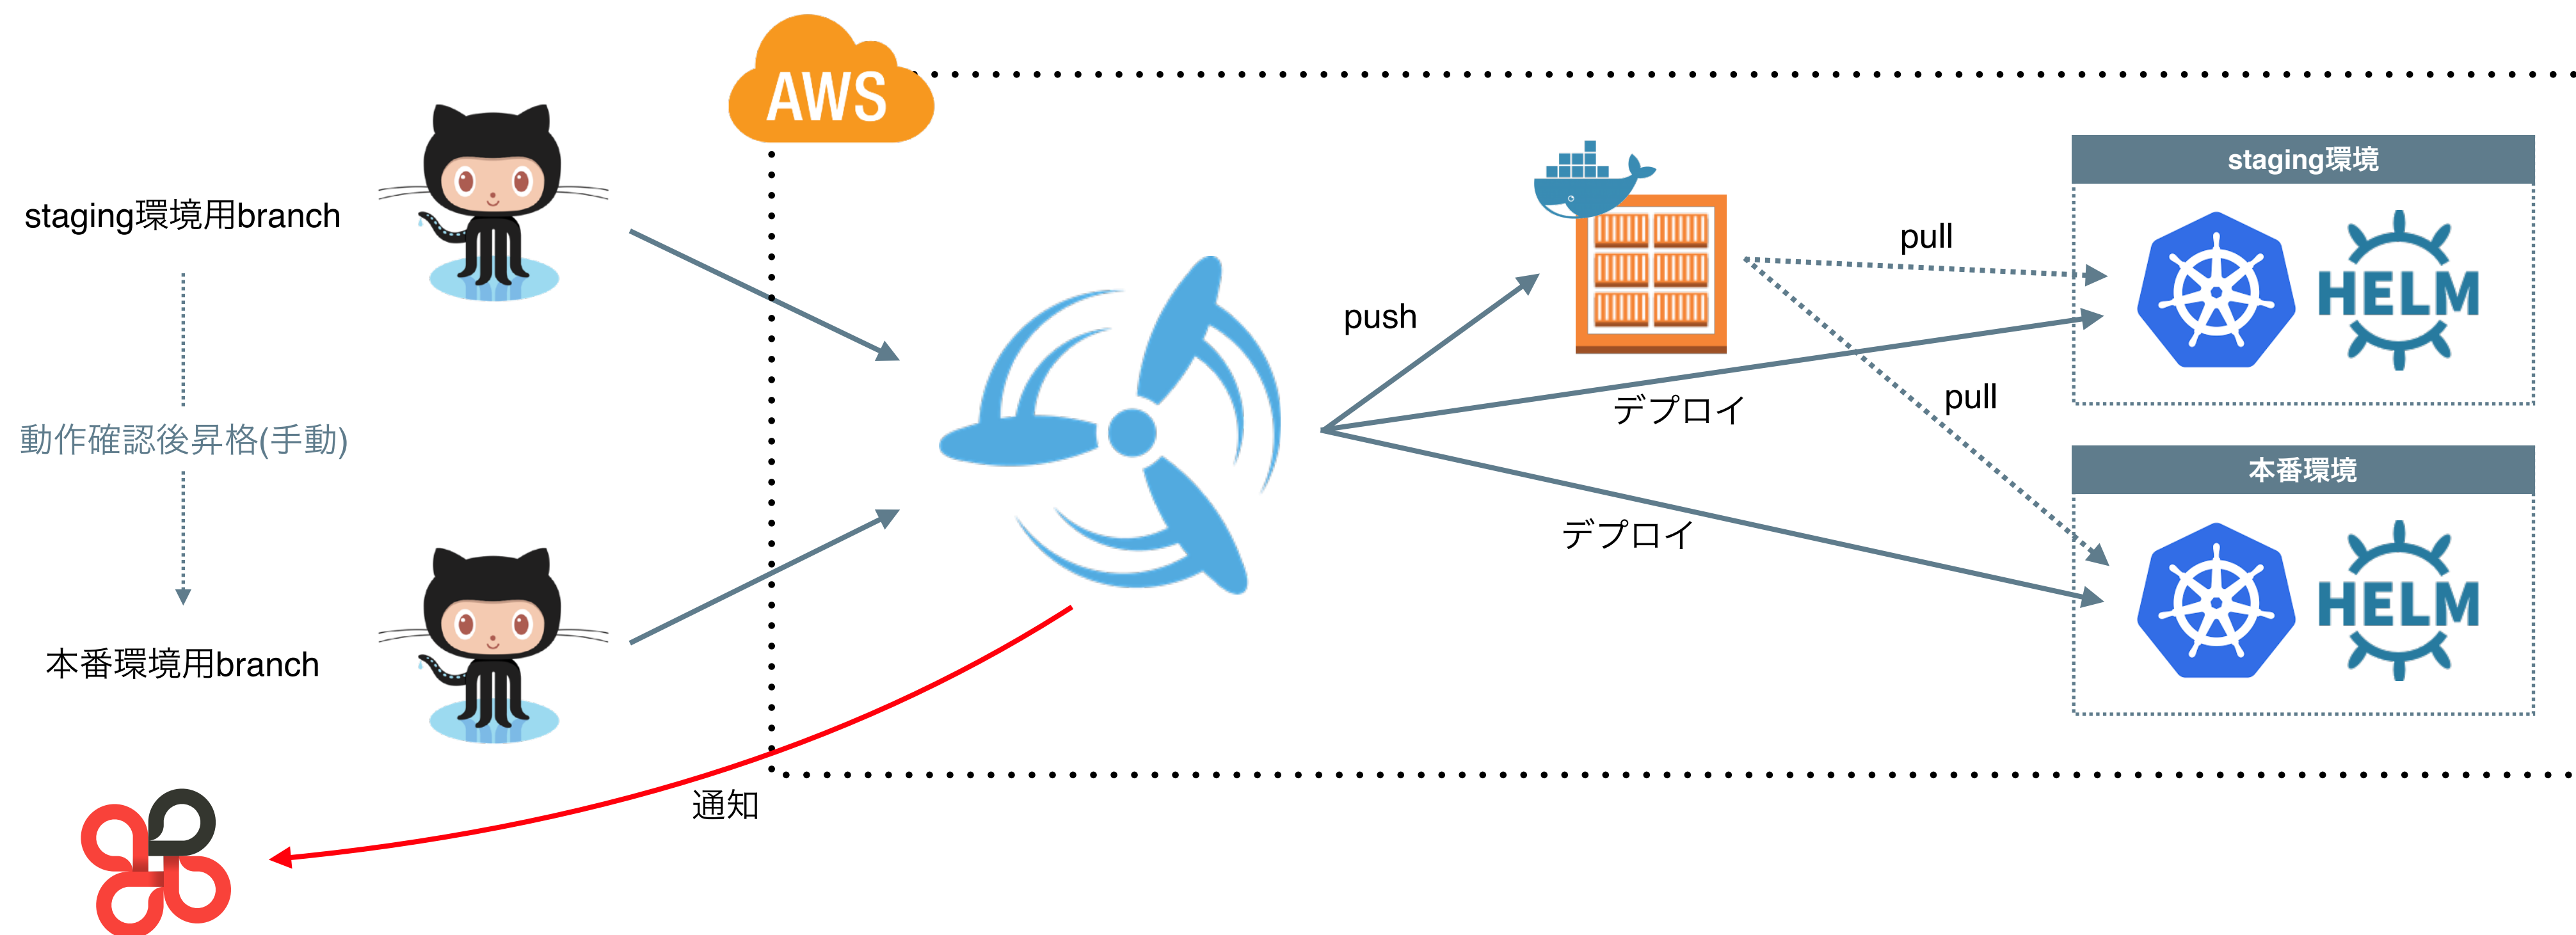 AWS
staging環境用branch
動作確認後昇格(手動)
本番環境用branch
通知
push
デプロイ
デプロイ
pull
pull
staging環境
HELM
本番環境
HELM